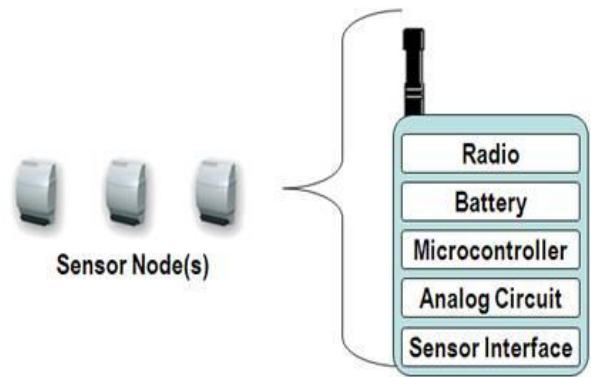 Radio
Battery
Microcontroller
Analog Circuit
Sensor Interface
Sensor Node(s)